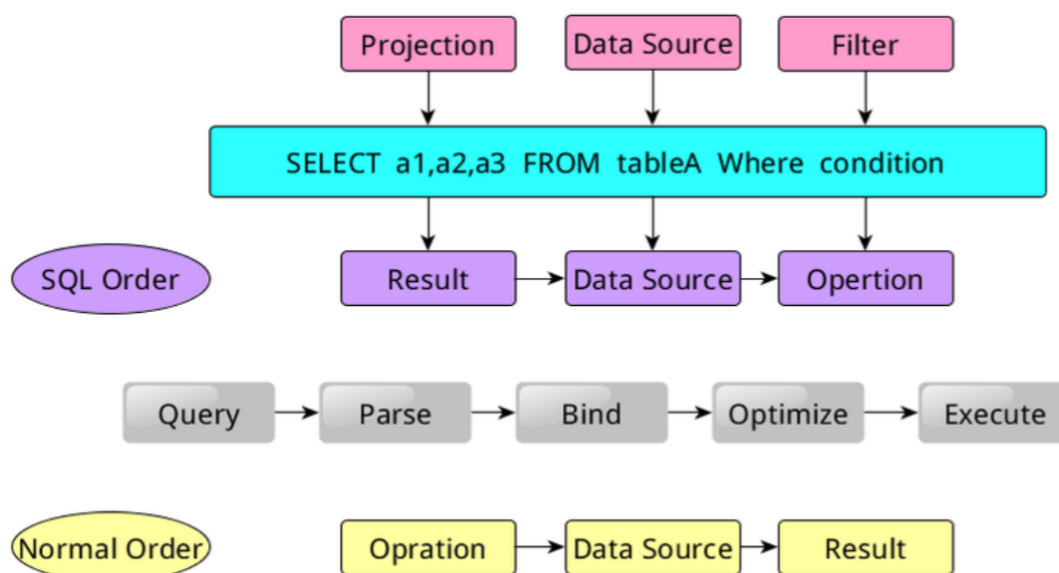 Projection
Data Source
Filter
SELECT a1,a2,a3 FROM tableA Where condition
SQL Order
Result
Data Source
Opertion
Query
Parse
Bind
Optimize
Execute
Normal Order
Opration
Data Source
Result